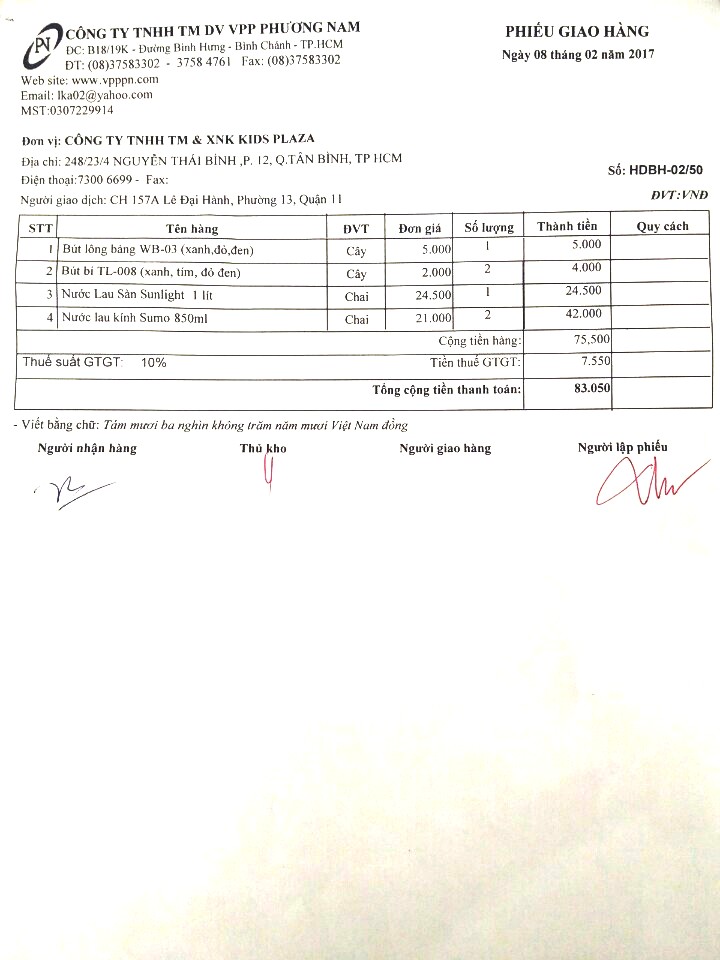 PN
CÔNG TY TNHH TM DV VPP PHƯƠNG NAM
ĐC: B18/19K - Đường Bình Hưng - Bình Chánh - TP.HCM
ĐT: (08)37583302 - 3758 4761 Fax: (08)37583302
Web site: www.vpppn.com
Email: lka02@yahoo.com
MST:0307229914
PHIẾU GIAO HÀNG
Ngày 08 tháng 02 năm 2017
Đơn vị: CÔNG TY TNHH TM & XNK KIDS PLAZA
Địa chỉ: 248/23/4 NGUYỄN THÁI BÌNH ,P. 12, Q.TÂN BÌNH, TP HCM
Điện thoại:7300 6699 - Fax:
Số: HDBH-02/50
Người giao dịch: CH 157A Lê Đại Hành, Phường 13, Quận 11
ĐVT:VNĐ
STT Tên hàng ĐVT Đơn giá Số lượng Thành tiền Quy cách
1 Bút lông bảng WB-03 (xanh,đỏ,đen) Cây 5.000 1 5.000
2 Bút bi TL-008 (xanh, tím, đỏ đen) Cây 2.000 2 4.000
3 Nước Lau Sàn Sunlight 1 lít Chai 24.500 1 24.500
4 Nước lau kính Sumo 850ml Chai 21.000 2 42.000
Cộng tiền hàng: 75,500
Thuế suất GTGT: 10% Tiền thuế GTGT: 7.550
Tổng cộng tiền thanh toán: 83.050
- Viết bằng chữ: Tám mươi ba nghìn không trăm năm mươi Việt Nam đồng
Người nhận hàng Thủ kho Người giao hàng Người lập phiếu